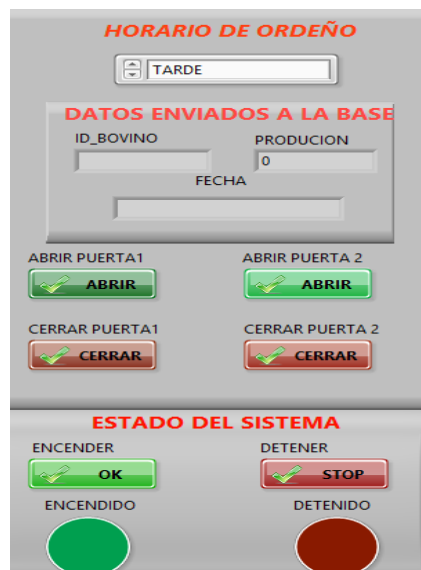 HORARIO DE ORDEÑO
TARDE
DATOS ENVIADOS A LA BASE
ID_BOVINO PRODUCION
0
FECHA
ABRIR PUERTA1 ABRIR PUERTA 2
ABRIR ABRIR
CERRAR PUERTA1 CERRAR PUERTA 2
CERRAR CERRAR
ESTADO DEL SISTEMA
ENCENDER DETENER
OK STOP
ENCENDIDO DETENIDO